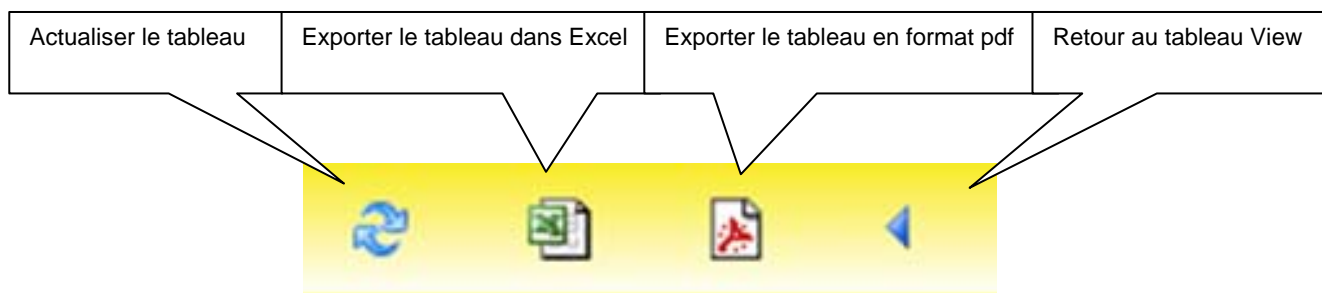 Actualiser le tableau
Exporter le tableau dans Excel
Exporter le tableau en format pdf
Retour au tableau View